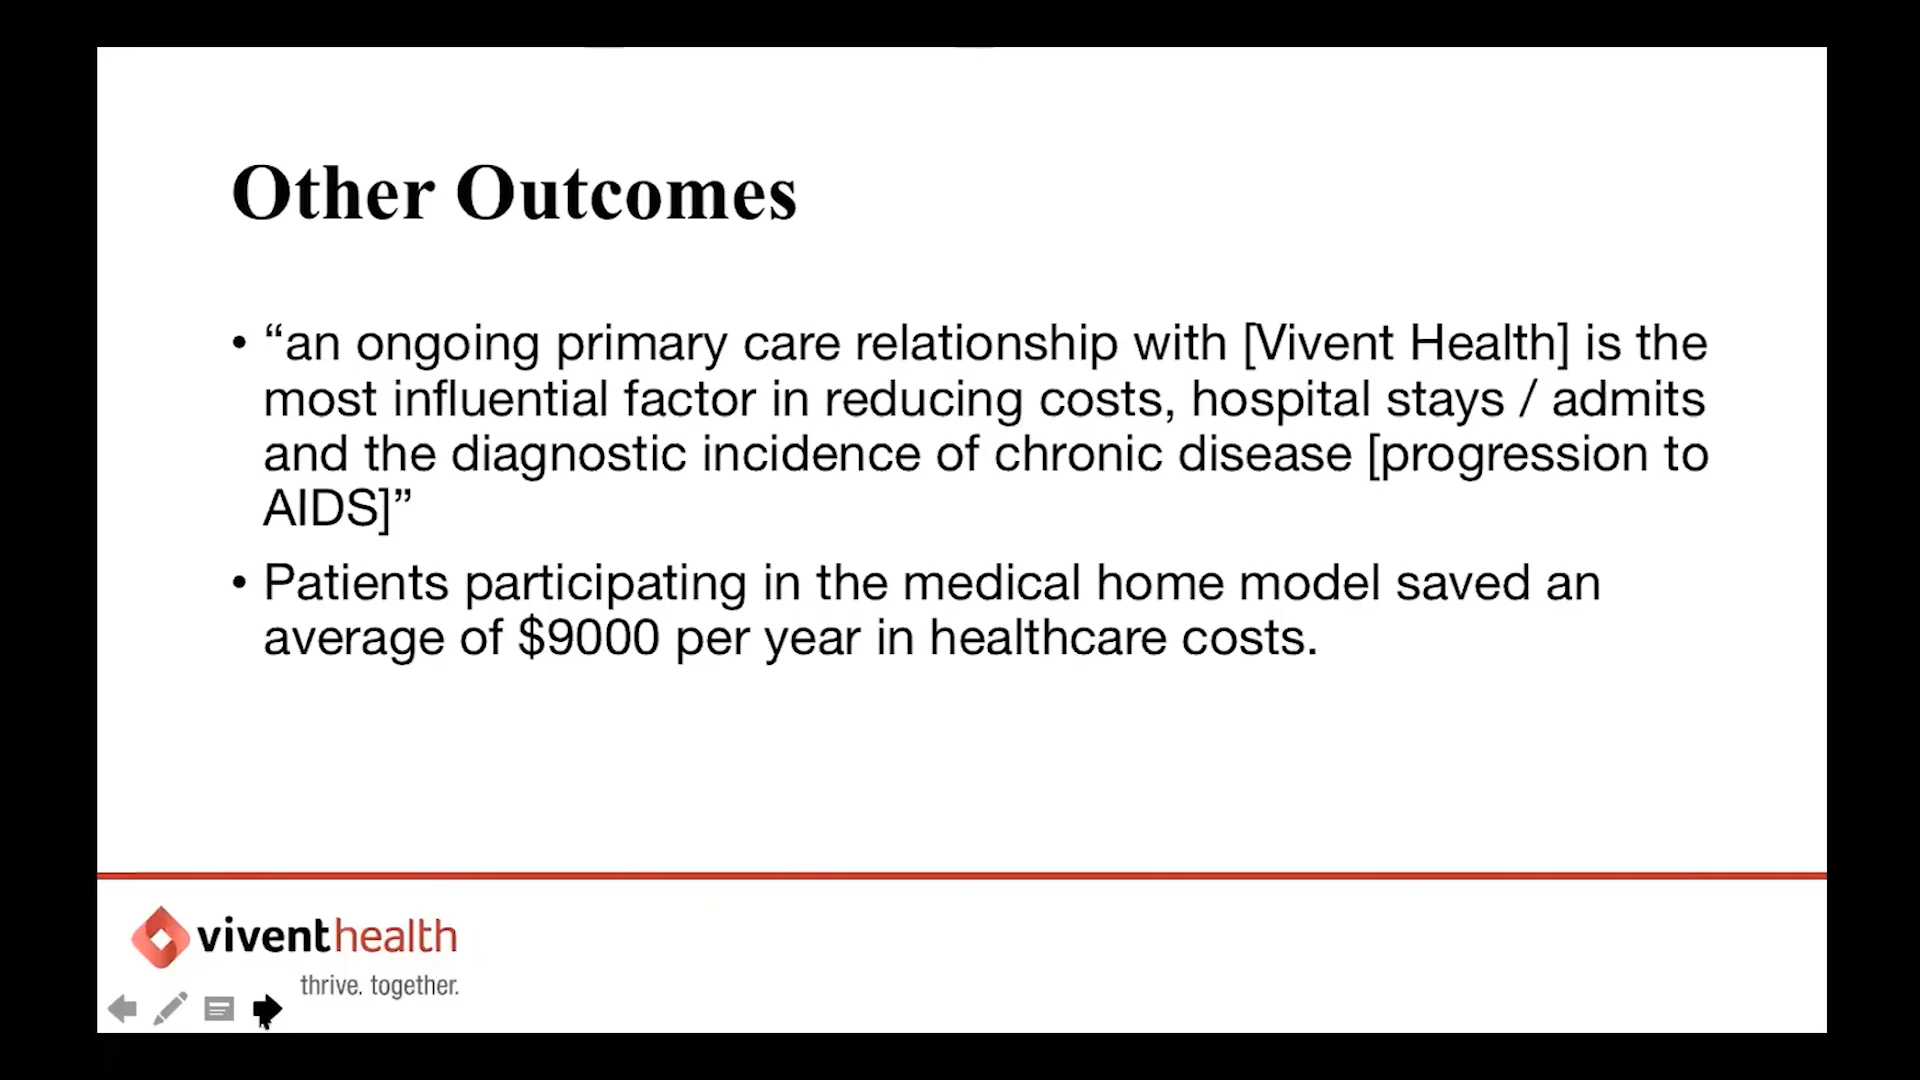 Other Outcomes
• “an ongoing primary care relationship with [Vivent Health] is the
most influential factor in reducing costs, hospital stays / admits
and the diagnostic incidence of chronic disease [progression to
AIDS]”
• Patients participating in the medical home model saved an
average of $9000 per year in healthcare costs.
viventhealth
thrive. together.